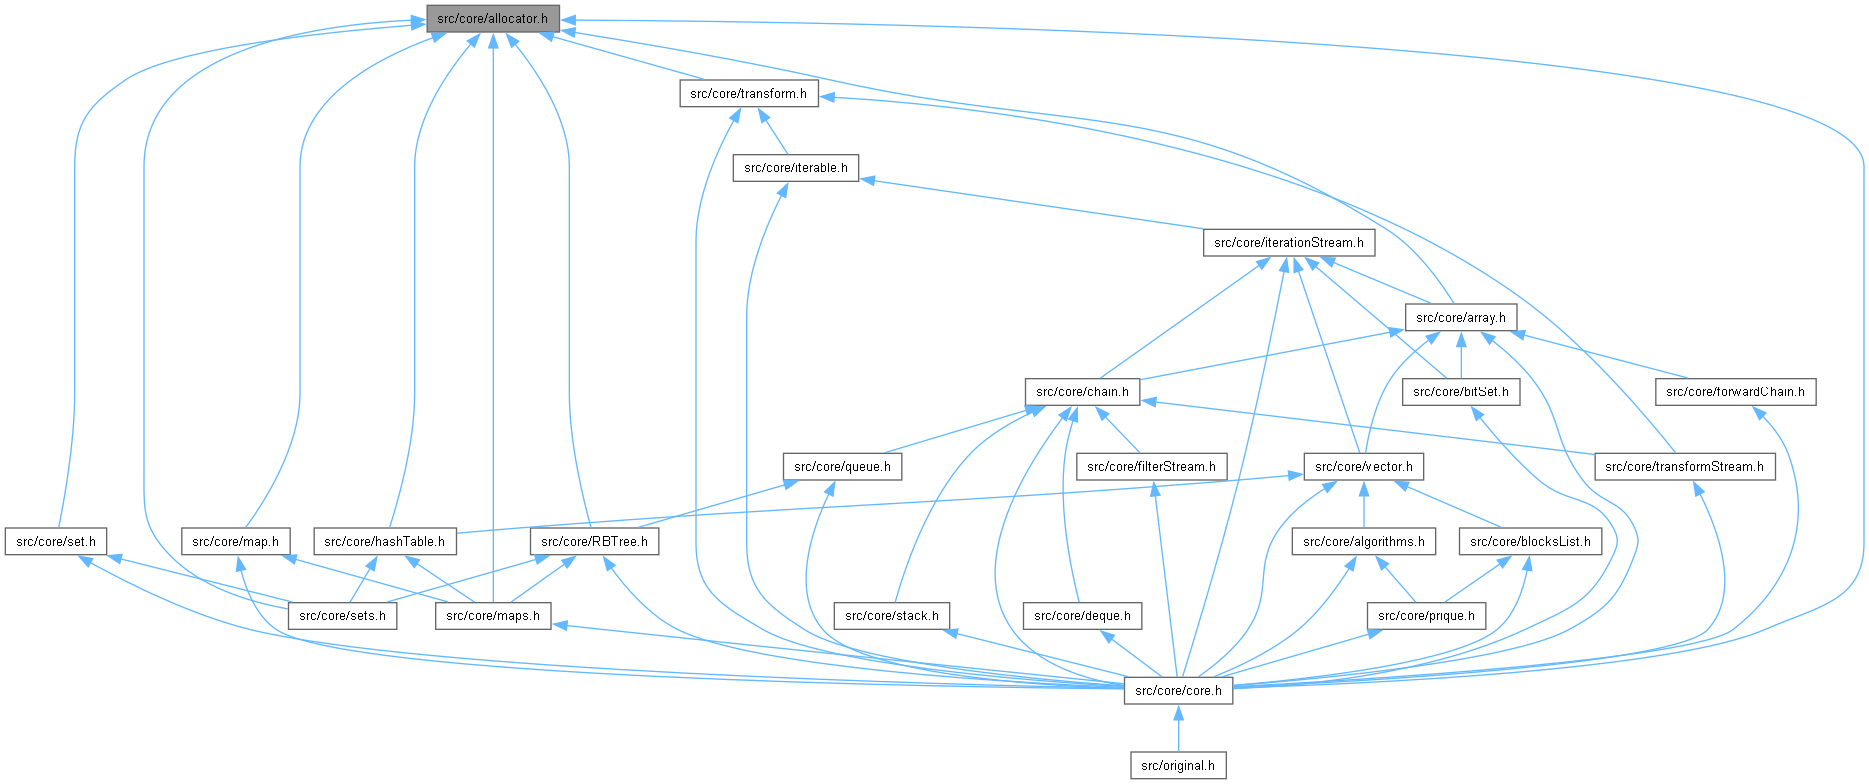 src/core/allocator.h
src/core/transform.h
src/core/iterable.h
src/core/iterationStream.h
src/core/array.h
src/core/chain.h
src/core/bitSet.h
src/core/forwardChain.h
src/core/queue.h
src/core/filterStream.h
src/core/vector.h
src/core/transformStream.h
src/core/set.h
src/core/map.h
src/core/hashTable.h
src/core/RBTree.h
src/core/algorithms.h
src/core/blocksList.h
src/core/sets.h
src/core/maps.h
src/core/stack.h
src/core/deque.h
src/core/prique.h
src/core/core.h
src/original.h